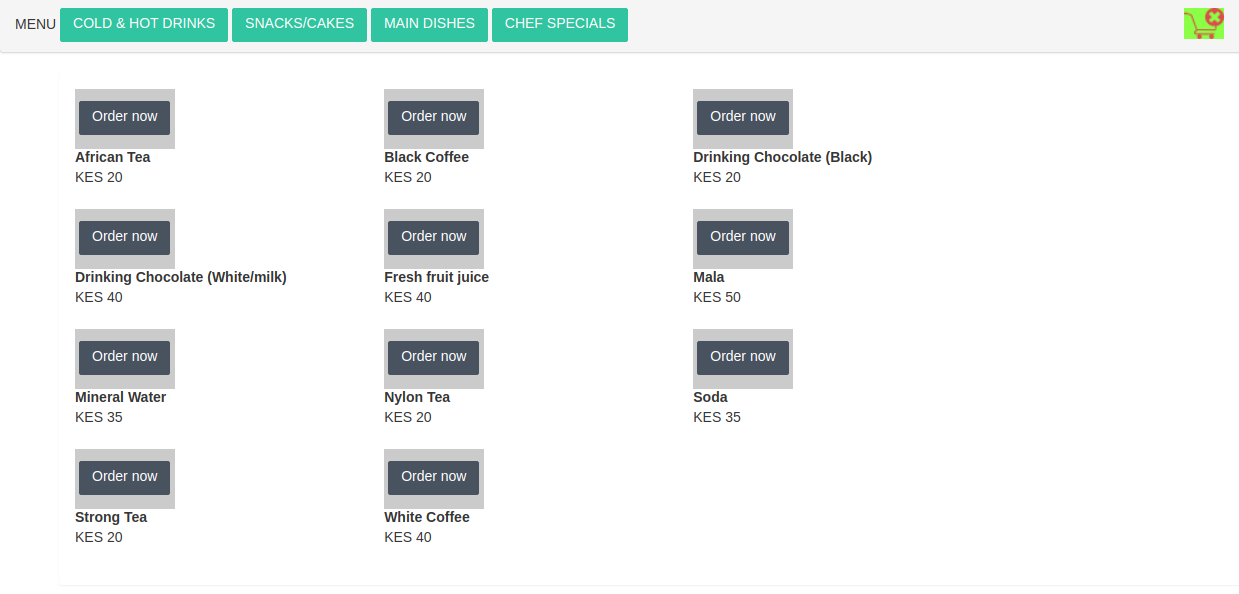 MENU COLD & HOT DRINKS SNACKS/CAKES MAIN DISHES CHEF SPECIALS
Order now Order now Order now
African Tea Black Coffee Drinking Chocolate (Black)
KES 20 KES 20 KES 20
Order now Order now Order now
Drinking Chocolate (White/milk) Fresh fruit juice Mala
KES 40 KES 40 KES 50
Order now Order now Order now
Mineral Water Nylon Tea Soda
KES 35 KES 20 KES 35
Order now Order now
Strong Tea White Coffee
KES 20 KES 40